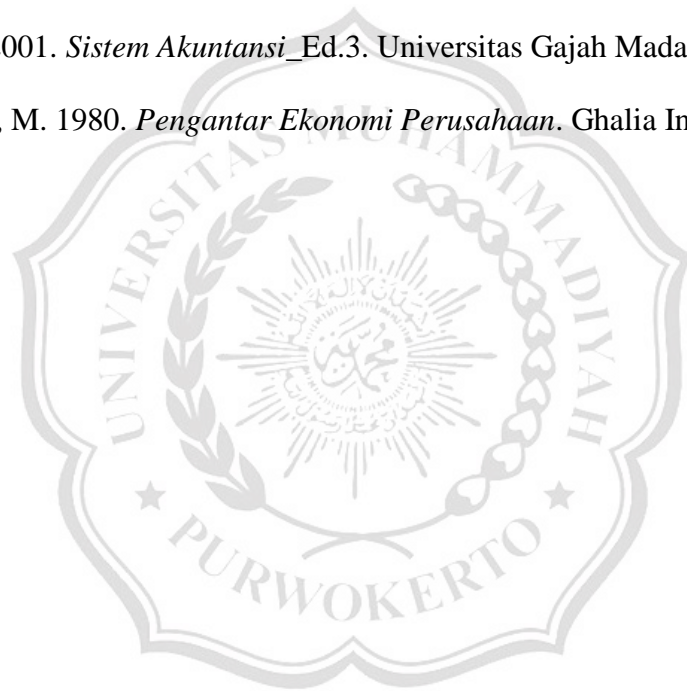 001. Sistem Akuntansi_Ed.3. Universitas Gajah Mada
, M. 1980. Pengantar Ekonomi Perusahaan. Ghalia In
UNIVERSITAS MUHAMMADIYAH
PURWOKERTO